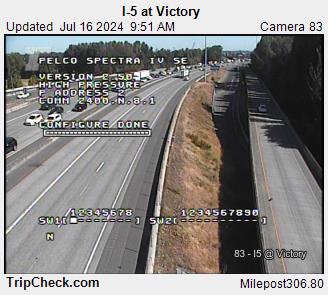 I-5 at Victory
Updated Jul 16 2024 9:51 AM Camera 83
PELCO SPECTRA IV SE
VERSION 2.50
HIGH PRESSURE
P ADDRESS 2
COMM 2400,N,8,1
CONFIGURE DONE
12345678 1234567890
SW1[■-------] SW2[----------]
N
83 - I5 @ Victory
TripCheck.com Milepost306.80